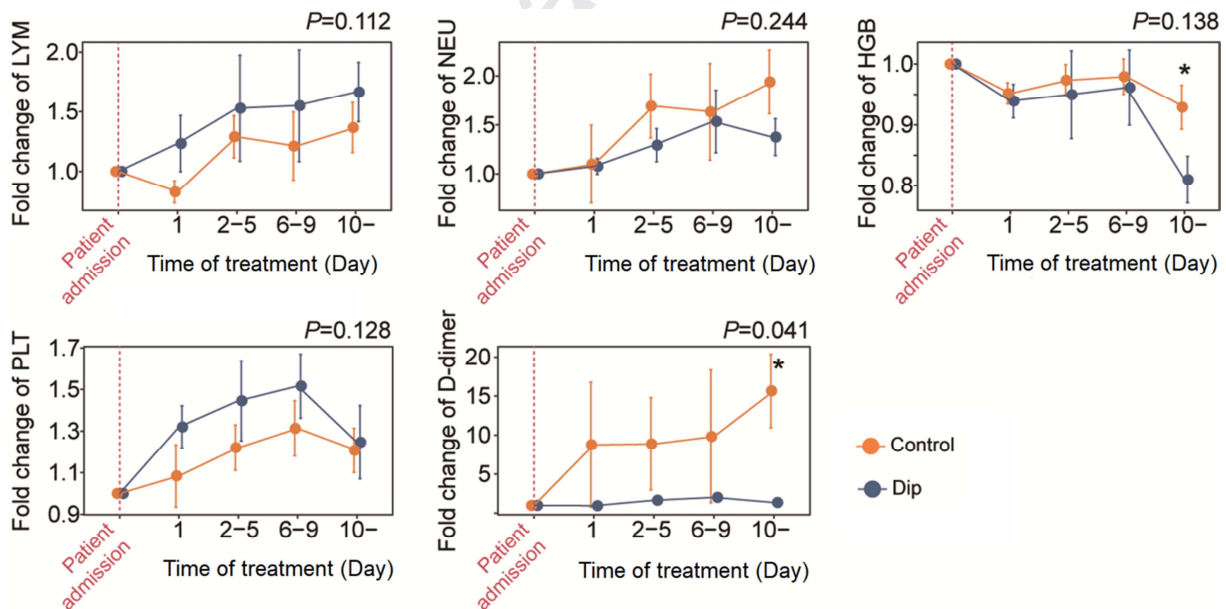 P=0.112
Fold change of LYM
2.0
1.5
1.0
1
2−5
6−9
10−
Patient
admission
Time of treatment (Day)
P=0.244
Fold change of NEU
2.0
1.5
1.0
1
2−5
6−9
10−
Patient
admission
Time of treatment (Day)
P=0.138
Fold change of HGB
1.0
0.9
0.8
*
1
2−5
6−9
10−
Patient
admission
Time of treatment (Day)
P=0.128
Fold change of PLT
1.7
1.5
1.3
1.1
0.9
1
2−5
6−9
10−
Patient
admission
Time of treatment (Day)
P=0.041
Fold change of D-dimer
20
15
10
5
*
1
2−5
6−9
10−
Patient
admission
Time of treatment (Day)
Control
Dip